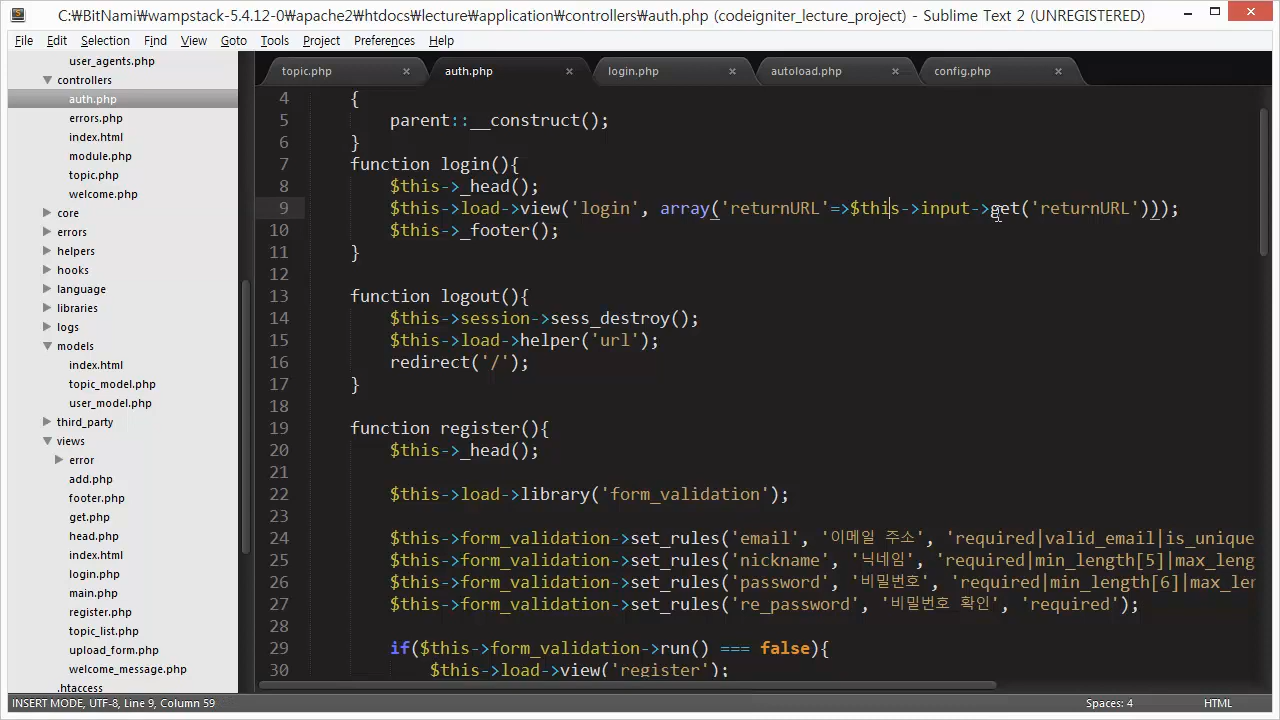 C:₩BitNami₩wampstack-5.4.12-0₩apache2₩htdocs₩lecture₩application₩controllers₩auth.php (codeigniter_lecture_project) - Sublime Text 2 (UNREGISTERED)
File Edit Selection Find View Goto Tools Project Preferences Help
user_agents.php
controllers
auth.php
errors.php
index.html
module.php
topic.php
welcome.php
core
errors
helpers
hooks
language
libraries
logs
models
index.html
topic_model.php
user_model.php
third_party
views
error
add.php
footer.php
get.php
head.php
index.html
login.php
main.php
register.php
topic_list.php
upload_form.php
welcome_message.php
.htaccess
topic.php auth.php login.php autoload.php config.php
4 {
5 parent::__construct();
6 }
7 function login(){
8 $this->_head();
9 $this->load->view('login', array('returnURL'=>$this->input->get('returnURL')));
10 $this->_footer();
11 }
12
13 function logout(){
14 $this->session->sess_destroy();
15 $this->load->helper('url');
16 redirect('/');
17 }
18
19 function register(){
20 $this->_head();
21
22 $this->load->library('form_validation');
23
24 $this->form_validation->set_rules('email', '이메일 주소', 'required|valid_email|is_unique
25 $this->form_validation->set_rules('nickname', '닉네임', 'required|min_length[5]|max_leng
26 $this->form_validation->set_rules('password', '비밀번호', 'required|min_length[6]|max_len
27 $this->form_validation->set_rules('re_password', '비밀번호 확인', 'required');
28
29 if($this->form_validation->run() === false){
30 $this->load->view('register');
INSERT MODE, UTF-8, Line 9, Column 59 Spaces: 4 HTML